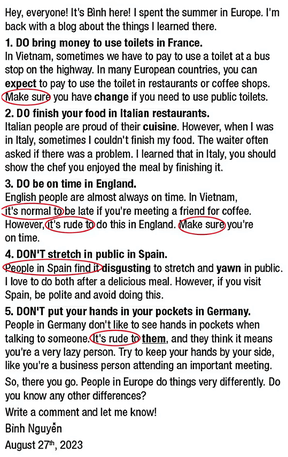 Hey, everyone! It's Bình here! I spent the summer in Europe. I'm
back with a blog about the things I learned there.
1. DO bring money to use toilets in France.
In Vietnam, sometimes we have to pay to use a toilet at a bus
stop on the highway. In many European countries, you can
expect to pay to use the toilet in restaurants or coffee shops.
Make sure you have change if you need to use public toilets.
2. DO finish your food in Italian restaurants.
Italian people are proud of their cuisine. However, when I was
in Italy, sometimes I couldn't finish my food. The waiter often
asked if there was a problem. I learned that in Italy, you should
show the chef you enjoyed the meal by finishing it.
3. DO be on time in England.
English people are almost always on time. In Vietnam,
it's normal to be late if you're meeting a friend for coffee.
However, it's rude to do this in England. Make sure you're
on time.
4. DON'T stretch in public in Spain.
People in Spain find it disgusting to stretch and yawn in public.
I love to do both after a delicious meal. However, if you visit
Spain, be polite and avoid doing this.
5. DON'T put your hands in your pockets in Germany.
People in Germany don't like to see hands in pockets when
talking to someone. It's rude to them, and they think it means
you're a very lazy person. Try to keep your hands by your side,
like you're a business person attending an important meeting.
So, there you go. People in Europe do things very differently. Do
you know any other differences?
Write a comment and let me know!
Bình Nguyễn
August 27th, 2023